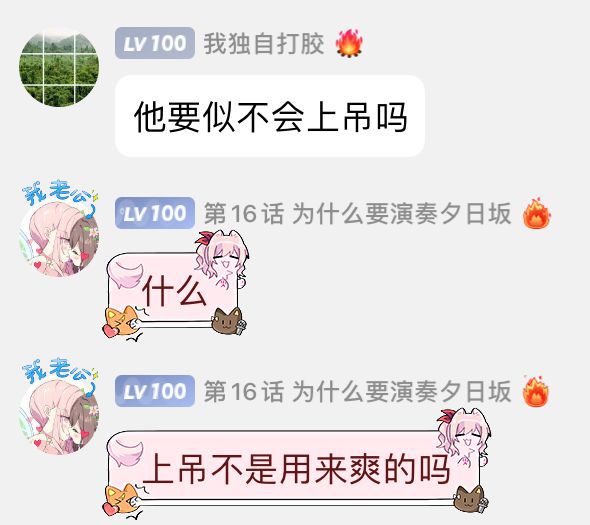 LV 100 我独自打胶 🔥
他要似不会上吊吗
我老公
LV 100 第16话 为什么要演奏夕日坂 🔥
什么
我老公
LV 100 第16话 为什么要演奏夕日坂 🔥
上吊不是用来爽的吗